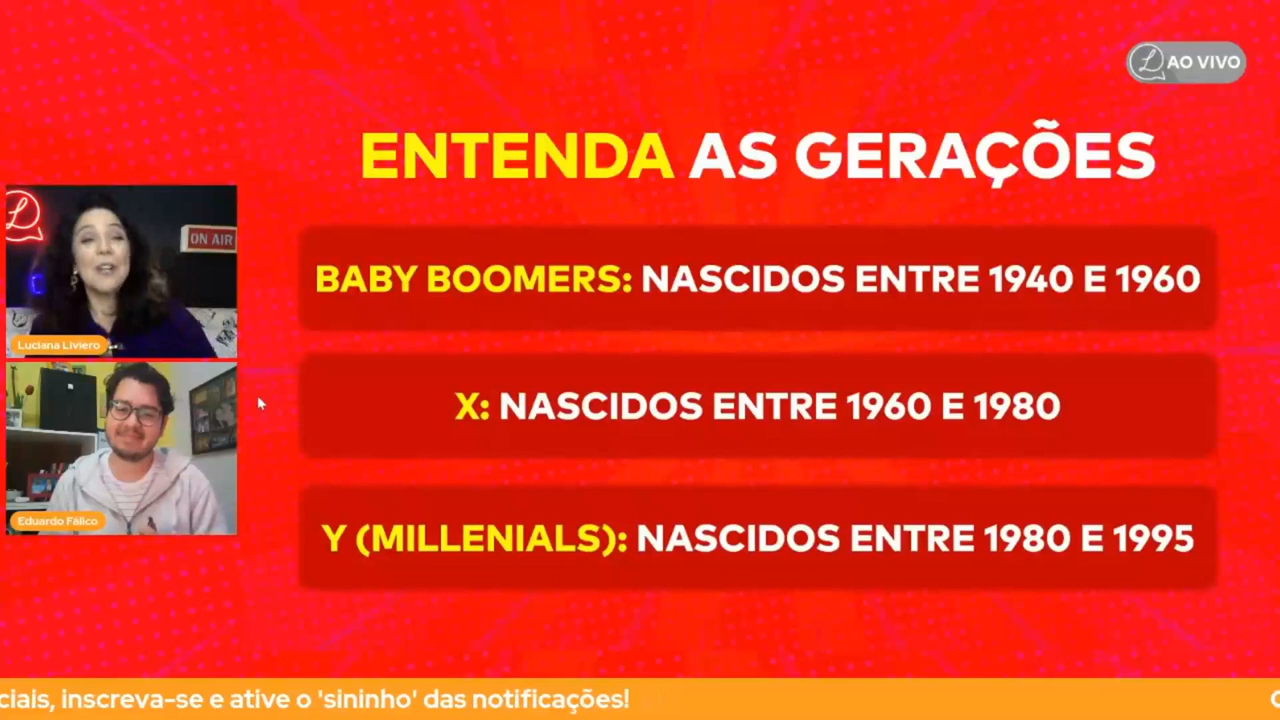 AO VIVO
ENTENDA AS GERAÇÕES
BABY BOOMERS: NASCIDOS ENTRE 1940 E 1960
X: NASCIDOS ENTRE 1960 E 1980
Y (MILLENIALS): NASCIDOS ENTRE 1980 E 1995
ON AIR
Luciana Liviero
Eduardo Fálico
ciais, inscreva-se e ative o 'sininho' das notificações!